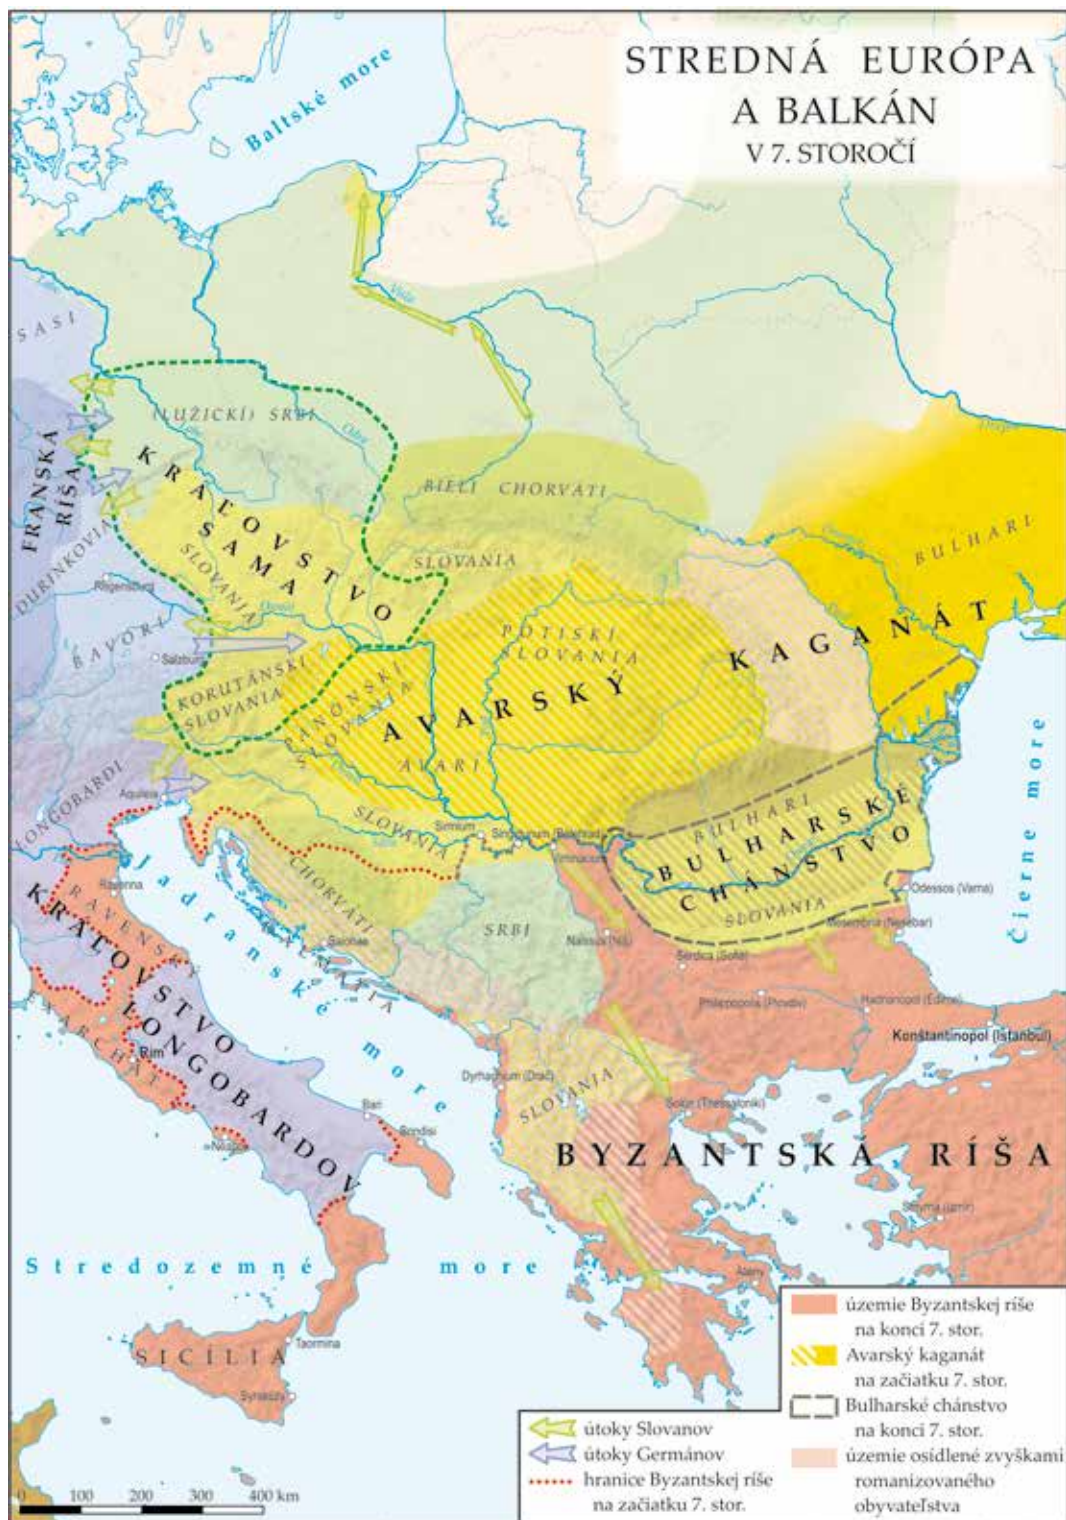 STREDNÁ EURÓPA
A BALKÁN
V 7. STOROČÍ
Baltské more
SASI
Visla
(LUŽICKÍ) SRBI
Odra
FRANSKÁ
RÍŠA
DURINKOVIA
KRÁĽOVSTVO
SAMA
SLOVANIA
BIELI CHORVÁTI
SLOVANIA
BULHARI
Regensburg
Dunaj
BAVORI
Salzburg
KORUTÁNSKI
SLOVANIA
PANÓNSKI
SLOVANIA
POTISKÍ
SLOVANIA
AVARSKÝ KAGANÁT
AVARI
LONGOBARDI
Aquileia
SLOVANIA
Sirmium
Singidunum (Belehrad)
Viminacium
BULHARI
BULHARSKÉ
CHÁNSTVO
SLOVANIA
Čierne more
Odessos (Varna)
Mesembria (Nesebar)
Jadranské more
CHORVÁTI
DALMATIA
Salonae
SRBI
Naissus (Niš)
Serdica (Sofia)
Philippopolis (Plovdiv)
Hadrianopol (Edirne)
Konštantinopol (Istanbul)
Ravenna
RAVENSKÝ
EXARCHÁT
KRÁĽOVSTVO
LONGOBARDOV
Rím
Neapol
Bari
Brindisi
Dyrhachium (Drač)
SLOVANIA
Solún (Thessaloniki)
BYZANTSKÁ RÍŠA
Smyrna (Izmir)
Atény
Stredozemné more
Taormina
SICÍLIA
Syrakúzy
územie Byzantskej ríše
na konci 7. stor.
Avarský kaganát
na začiatku 7. stor.
Bulharské chánstvo
na konci 7. stor.
územie osídlené zvyškami
romanizovaného
obyvateľstva
útoky Slovanov
útoky Germánov
hranice Byzantskej ríše
na začiatku 7. stor.
0 100 200 300 400 km